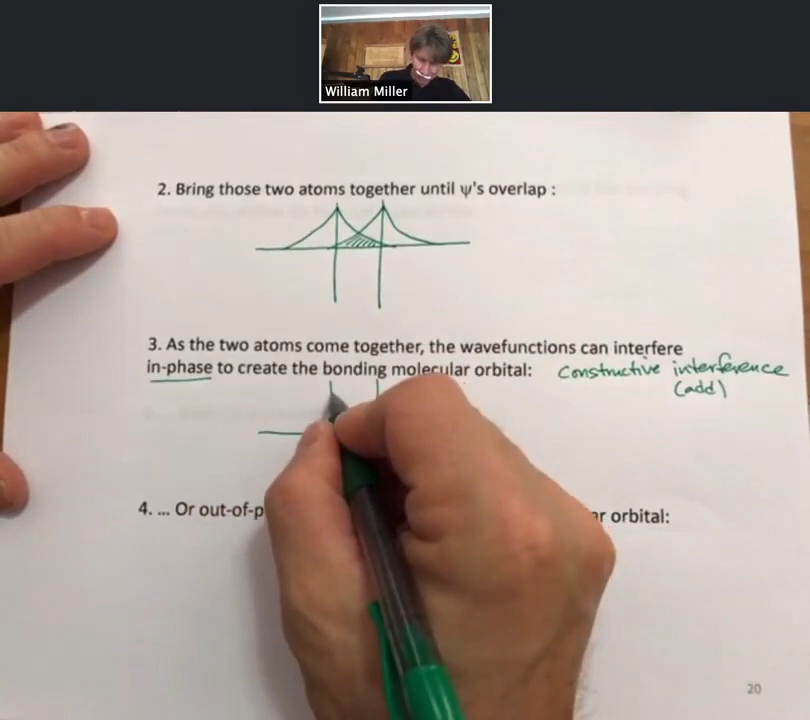 William Miller
2. Bring those two atoms together until ψ's overlap :
3. As the two atoms come together, the wavefunctions can interfere
in-phase to create the bonding molecular orbital: constructive interference
(add)
4. ... Or out-of-p
ar orbital:
20